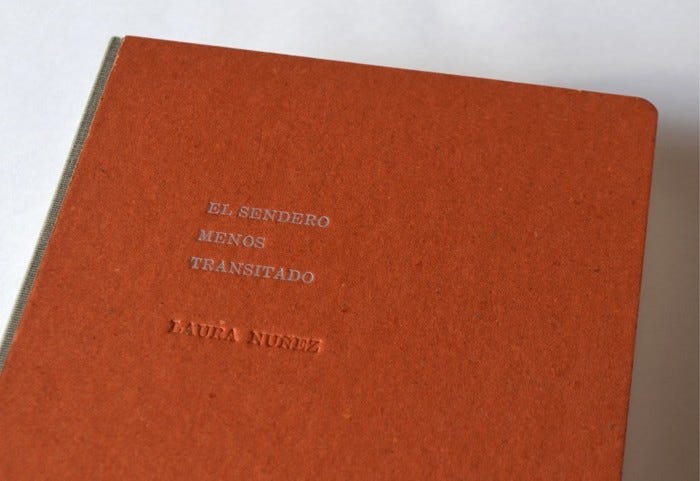 EL SENDERO
MENOS
TRANSITADO
LAURA NUÑEZ